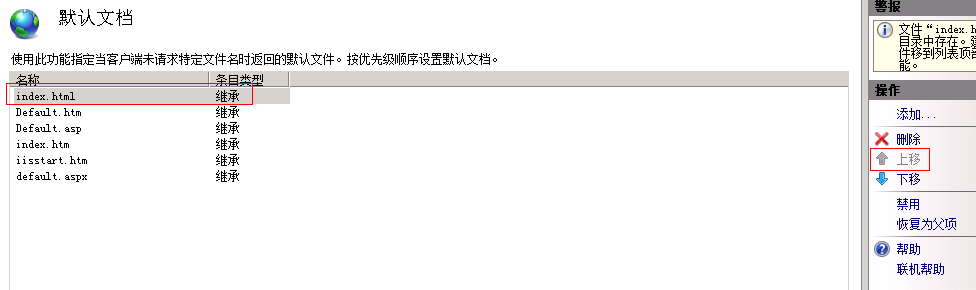 默认文档
使用此功能指定当客户端未请求特定文件名时返回的默认文件。按优先级顺序设置默认文档。
名称 条目类型
index.html 继承
Default.htm 继承
Default.asp 继承
index.htm 继承
iisstart.htm 继承
default.aspx 继承
警报
文件“index.h
目录中存在。建
件移到列表顶部
能。
操作
添加...
删除
上移
下移
禁用
恢复为父项
帮助
联机帮助